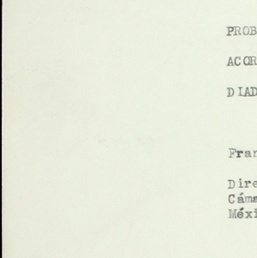 PROB
ACOR
DIAD
Fran
Dire
Cáma
Méxi